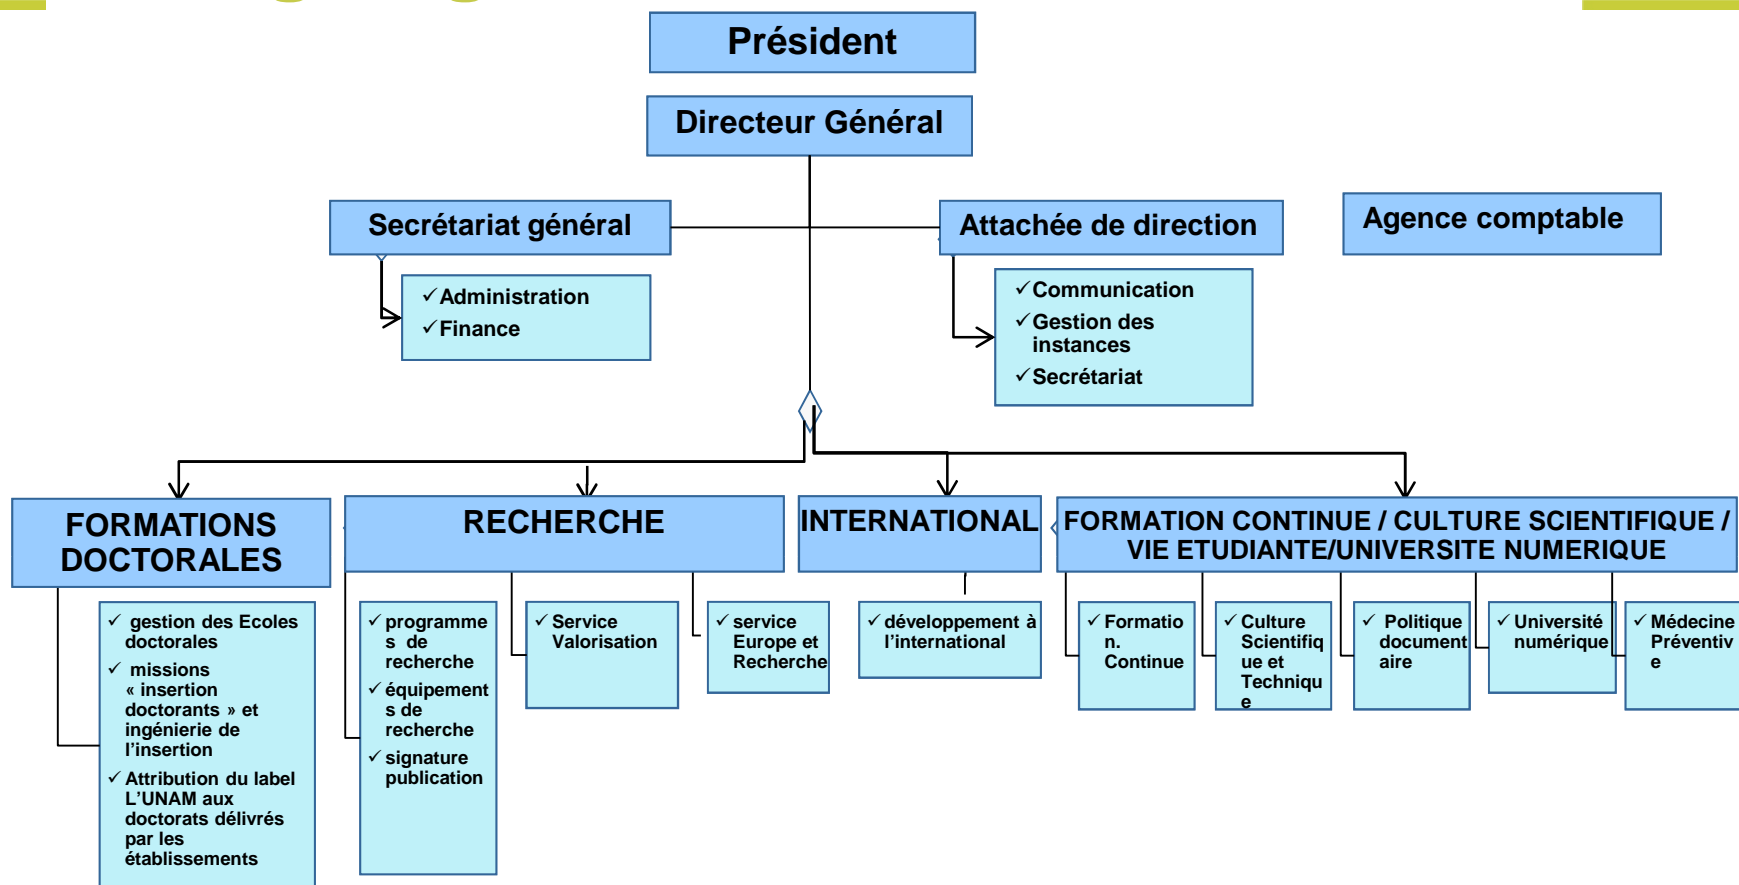 Président
Directeur Général
Secrétariat général
Attachée de direction
Agence comptable
✓Administration
✓Finance
✓Communication
✓Gestion des
instances
✓Secrétariat
FORMATIONS
DOCTORALES
RECHERCHE
INTERNATIONAL
FORMATION CONTINUE / CULTURE SCIENTIFIQUE /
VIE ETUDIANTE/UNIVERSITE NUMERIQUE
✓ gestion des Ecoles
doctorales
✓ missions
« insertion
doctorants » et
ingénierie de
l'insertion
✓ Attribution du label
L'UNAM aux
doctorats délivrés
par les
établissements
✓ programme
s de
recherche
✓ équipement
s de
recherche
✓ signature
publication
✓ Service
Valorisation
✓ service
Europe et
Recherche
✓ développement à
l'international
✓ Formatio
n.
Continue
✓ Culture
Scientifiq
ue et
Techniqu
e
✓ Politique
document
aire
✓ Université
numérique
✓ Médecine
Préventiv
e